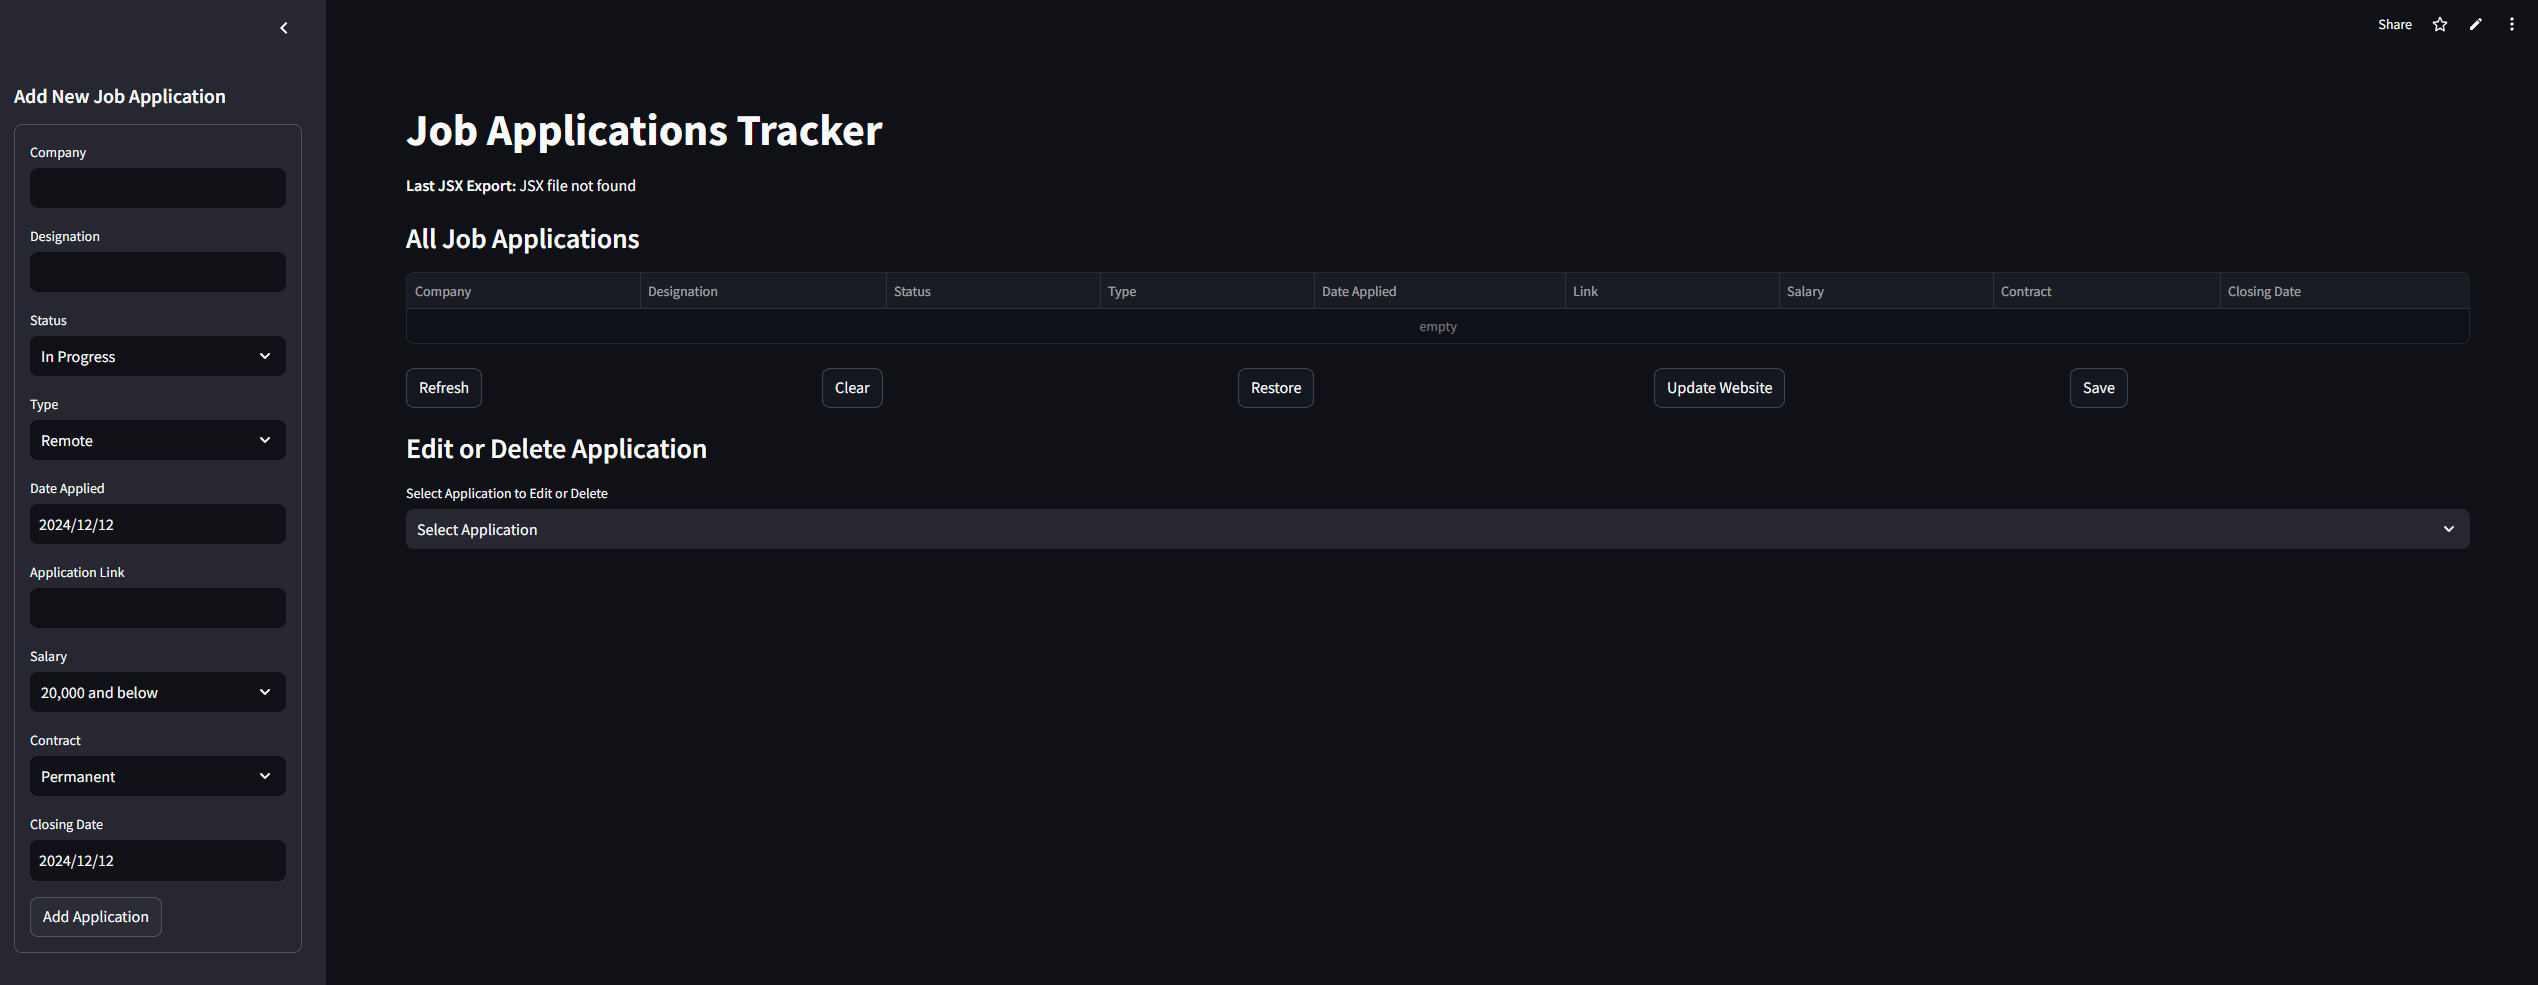 Share
Add New Job Application
Company
Designation
Status
In Progress
Type
Remote
Date Applied
2024/12/12
Application Link
Salary
20,000 and below
Contract
Permanent
Closing Date
2024/12/12
Add Application
Job Applications Tracker
Last JSX Export: JSX file not found
All Job Applications
Company Designation Status Type Date Applied Link Salary Contract Closing Date
empty
Refresh Clear Restore Update Website Save
Edit or Delete Application
Select Application to Edit or Delete
Select Application